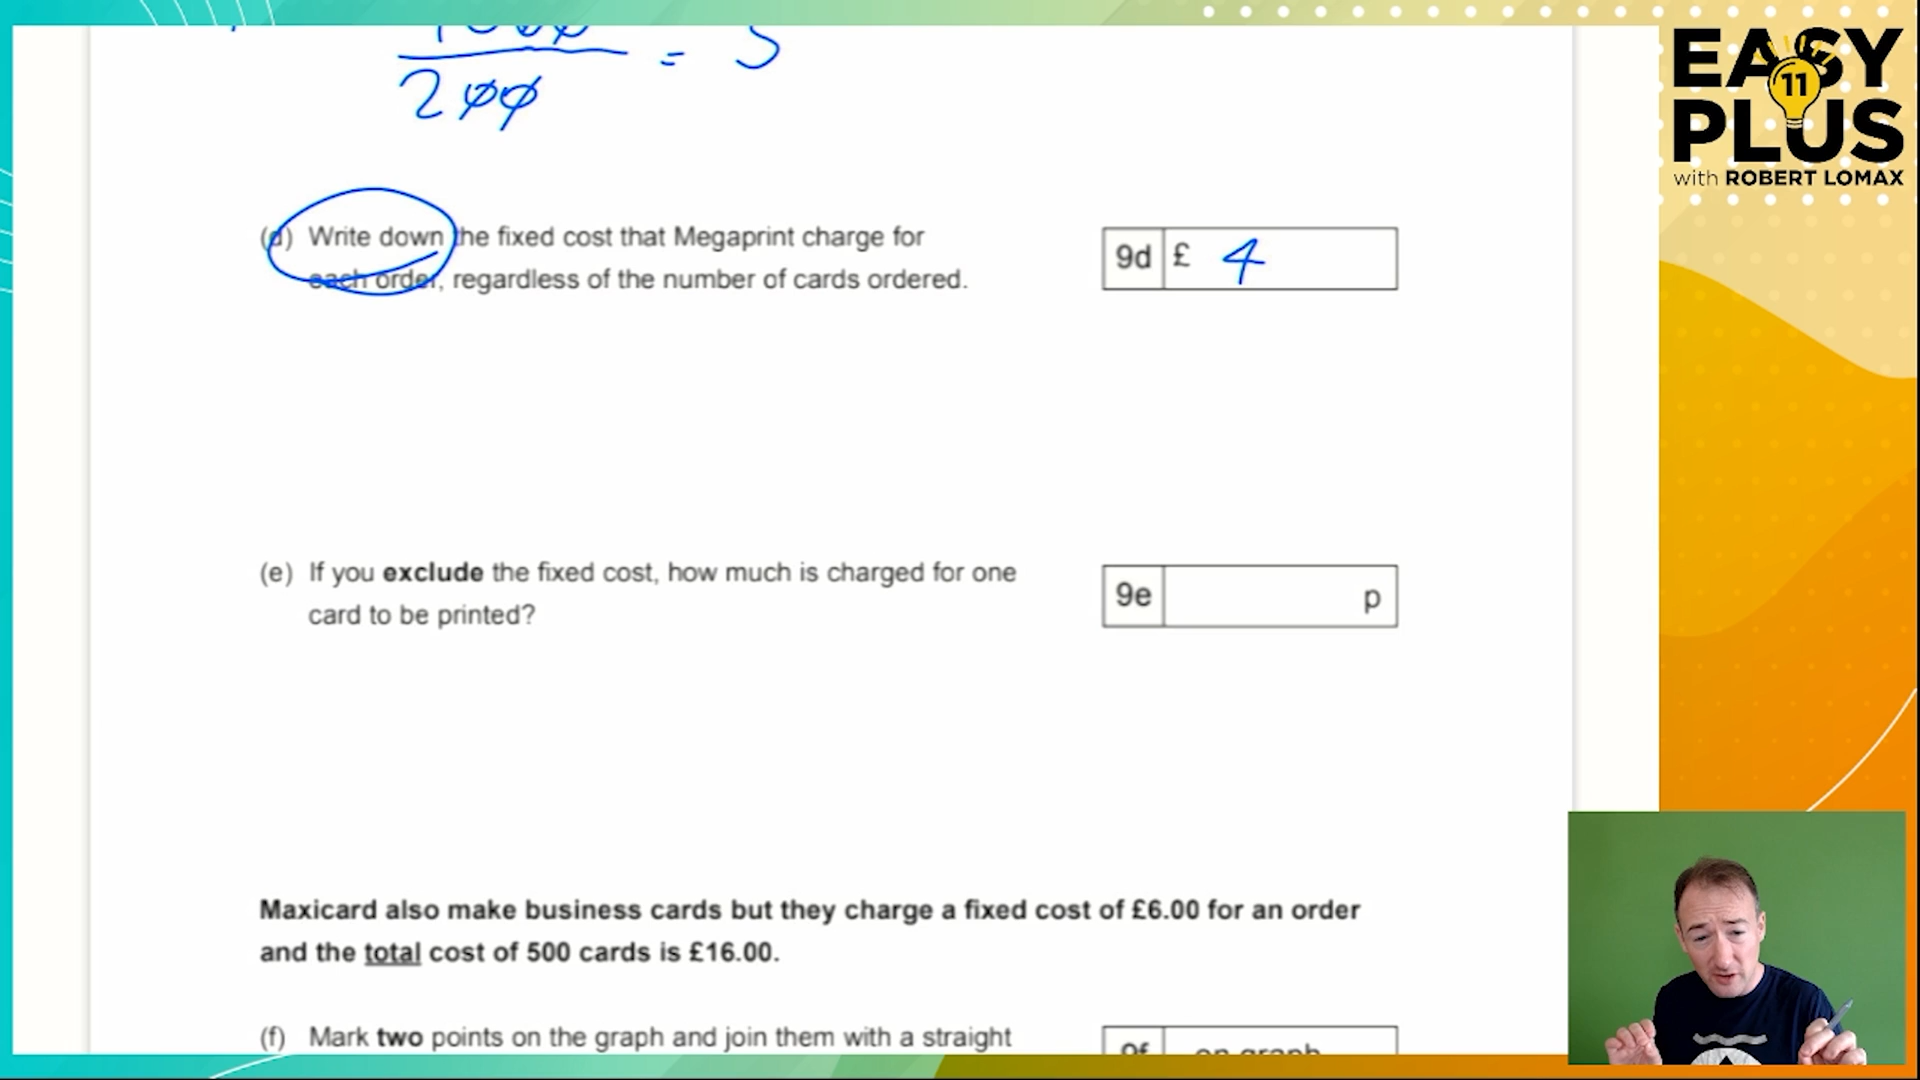 EASY
11
PLUS
with ROBERT LOMAX
200
= 5
(d) Write down the fixed cost that Megaprint charge for
each order, regardless of the number of cards ordered.
9d £ 4
(e) If you exclude the fixed cost, how much is charged for one
card to be printed?
9e p
Maxicard also make business cards but they charge a fixed cost of £6.00 for an order
and the total cost of 500 cards is £16.00.
(f) Mark two points on the graph and join them with a straight
9f on graph